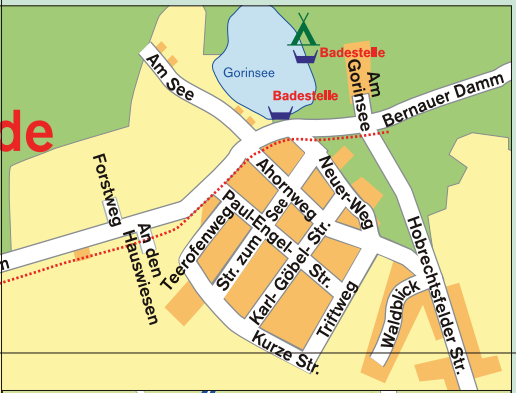 Gorinsee
Badestelle
Badestelle
Am
Gorinsee
Bernauer Damm
Am See
de
Forstweg
An den
Hauswiesen
Ahornweg
Neuer-Weg
Paul-Engel-
Str.
Teerofenweg
Str. zum See
Karl-Göbel-Str.
Triftweg
Kurze Str.
Waldblick
Hobrechtsfelder Str.